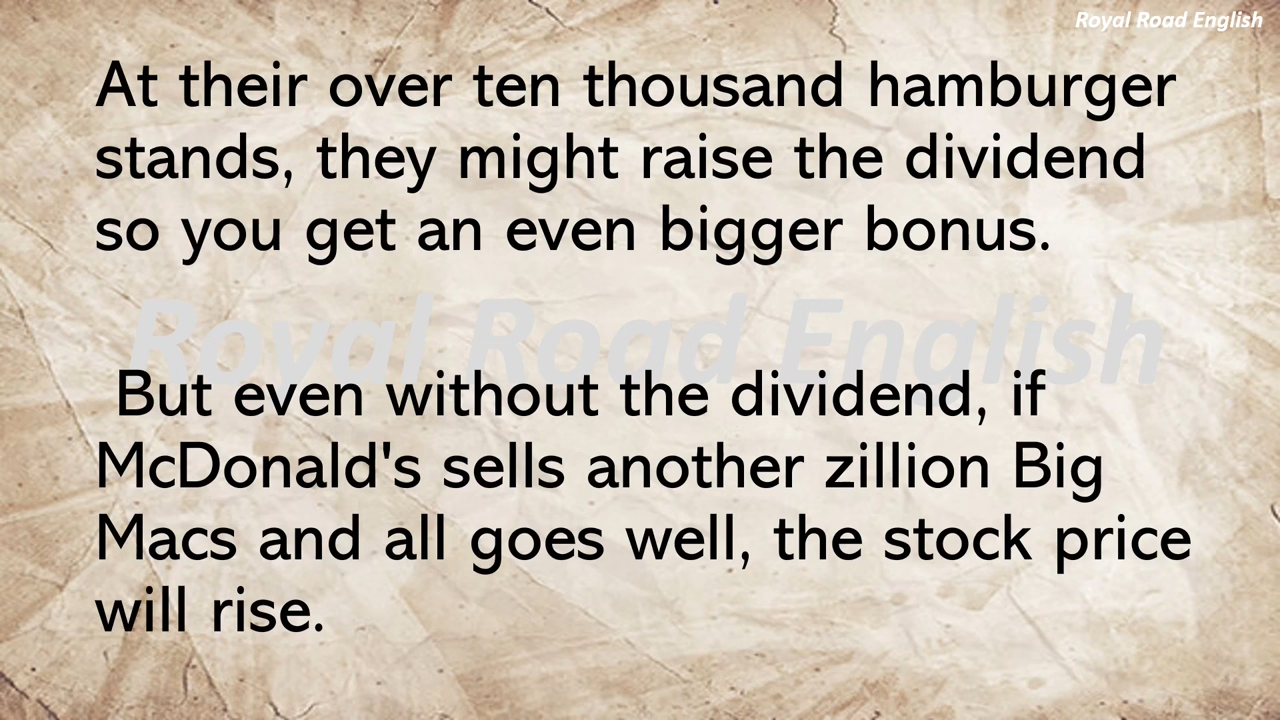 Royal Road English
At their over ten thousand hamburger
stands, they might raise the dividend
so you get an even bigger bonus.
Royal Road English
But even without the dividend, if
McDonald's sells another zillion Big
Macs and all goes well, the stock price
will rise.